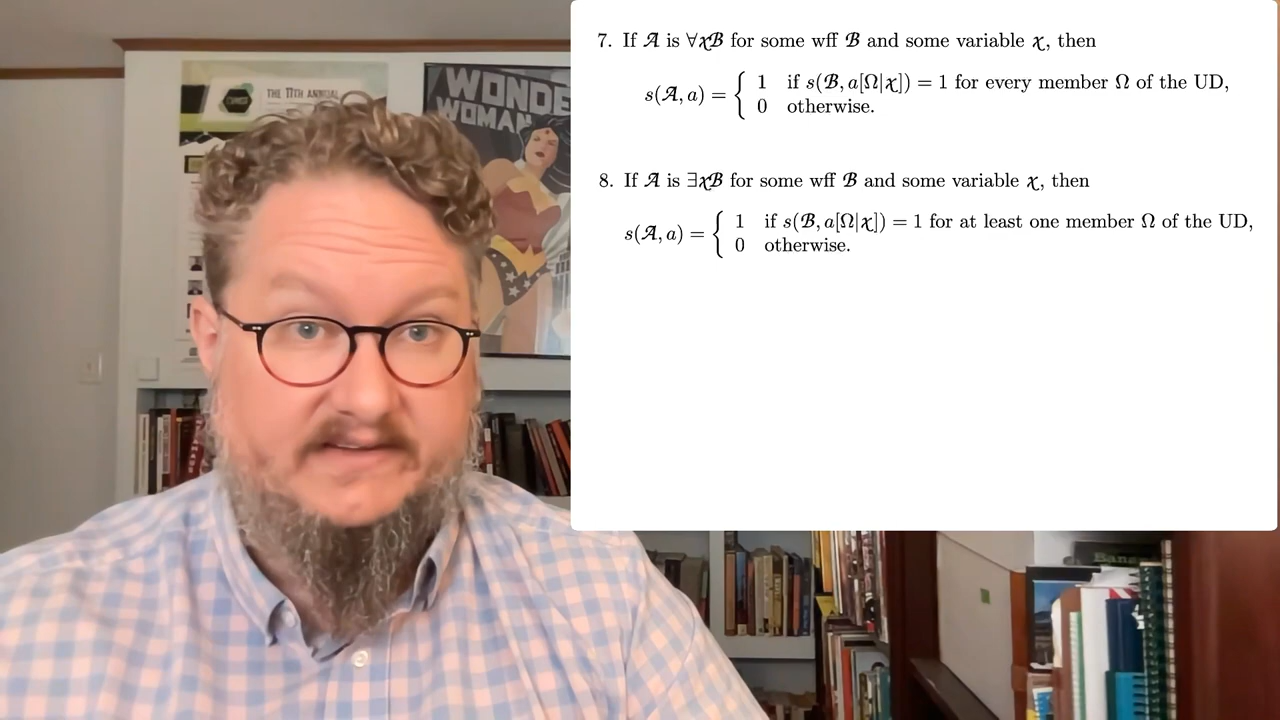 THE 11TH ANNUAL
WONDE
WOMAN
7. If 𝒜 is ∀𝓍ℬ for some wff ℬ and some variable 𝓍, then
s(𝒜, a) = { 1 if s(ℬ, a[Ω|𝓍]) = 1 for every member Ω of the UD,
0 otherwise.
8. If 𝒜 is ∃𝓍ℬ for some wff ℬ and some variable 𝓍, then
s(𝒜, a) = { 1 if s(ℬ, a[Ω|𝓍]) = 1 for at least one member Ω of the UD,
0 otherwise.